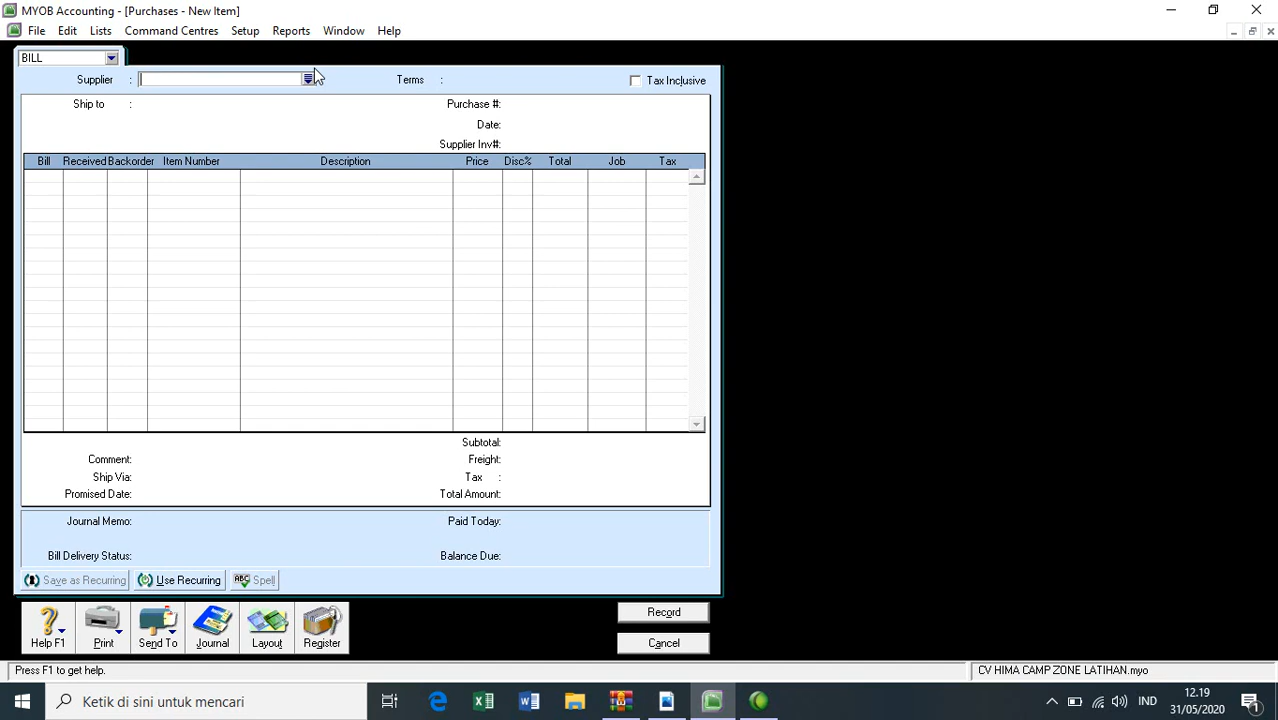 MYOB Accounting - [Purchases - New Item]
File Edit Lists Command Centres Setup Reports Window Help
BILL
Supplier : Terms : Tax Inclusive
Ship to : Purchase #:
Date:
Supplier Inv#:
Bill Received Backorder Item Number Description Price Disc% Total Job Tax
Subtotal:
Comment: Freight:
Ship Via: Tax :
Promised Date: Total Amount:
Journal Memo: Paid Today:
Bill Delivery Status: Balance Due:
Save as Recurring Use Recurring ABC Spell
Record
Help F1 Print Send To Journal Layout Register
Cancel
Press F1 to get help. CV HIMA CAMP ZONE LATIHAN.myo
Ketik di sini untuk mencari IND 12.19
31/05/2020